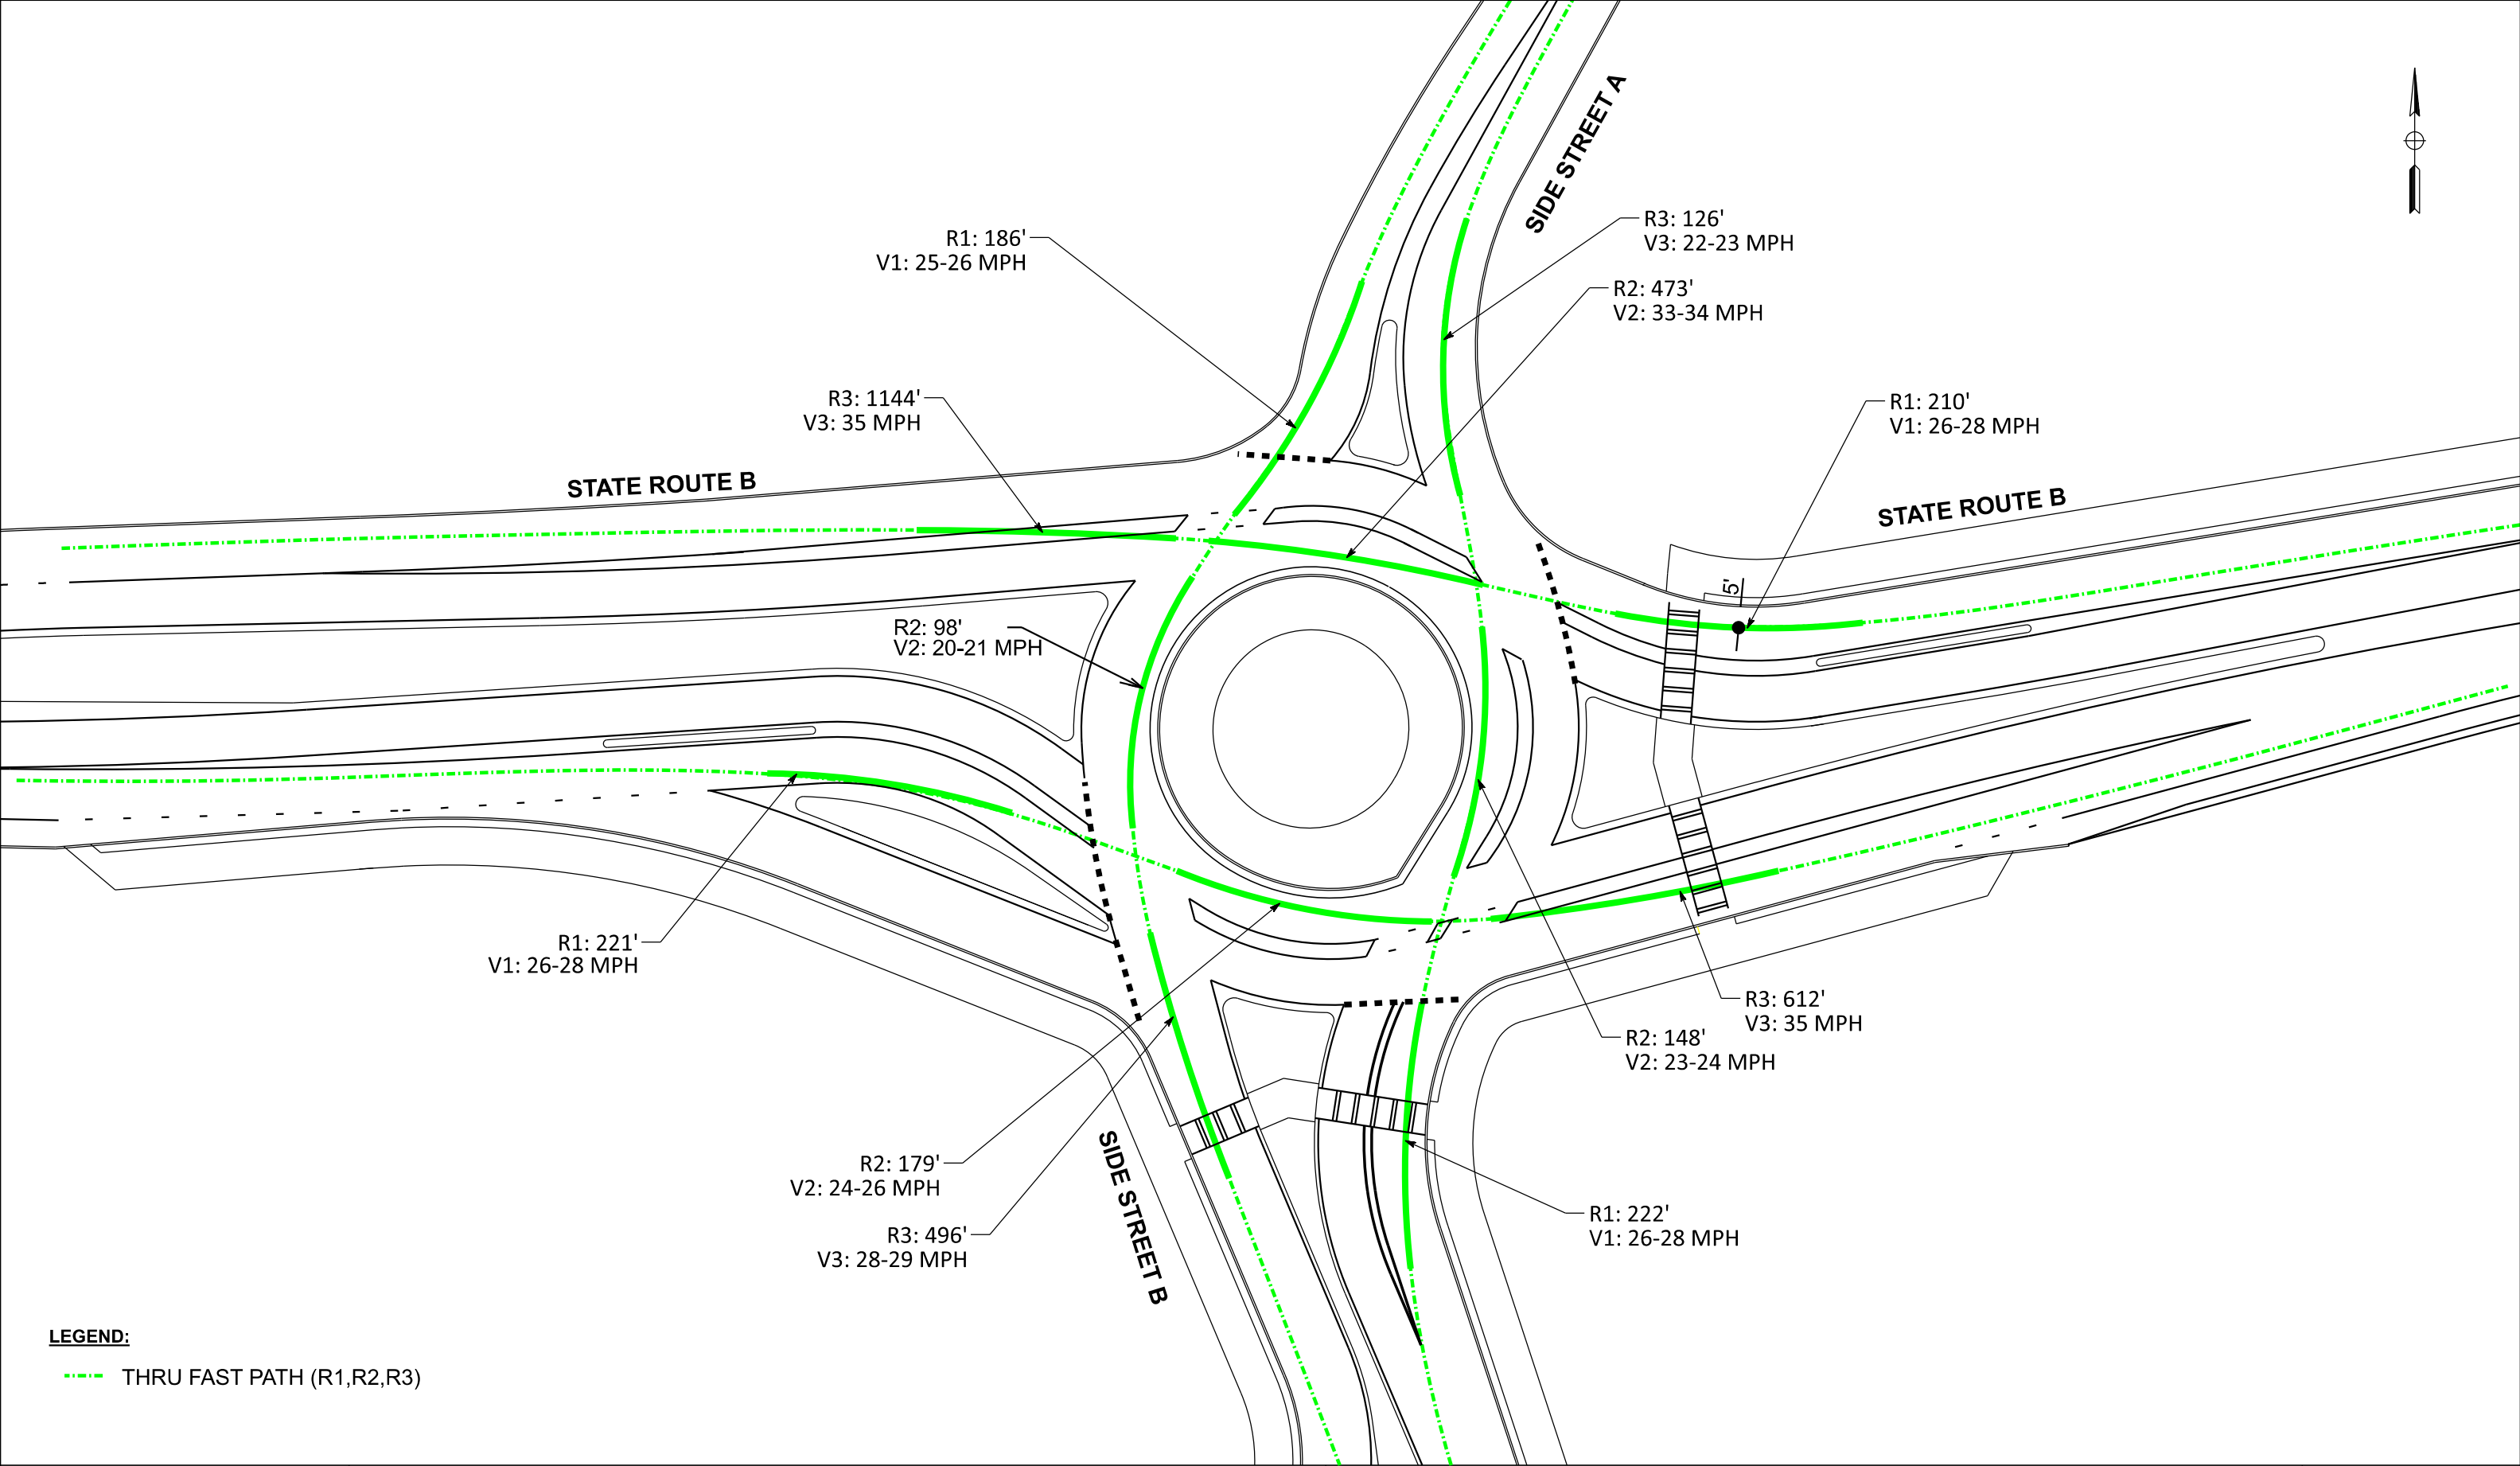 SIDE STREET A
R3: 126'
V3: 22-23 MPH
R1: 186'
V1: 25-26 MPH
R2: 473'
V2: 33-34 MPH
R3: 1144'
V3: 35 MPH
R1: 210'
V1: 26-28 MPH
STATE ROUTE B
STATE ROUTE B
5'
R2: 98'
V2: 20-21 MPH
R1: 221'
V1: 26-28 MPH
R3: 612'
V3: 35 MPH
R2: 148'
V2: 23-24 MPH
R2: 179'
V2: 24-26 MPH
SIDE STREET B
R3: 496'
V3: 28-29 MPH
R1: 222'
V1: 26-28 MPH
LEGEND:
THRU FAST PATH (R1,R2,R3)